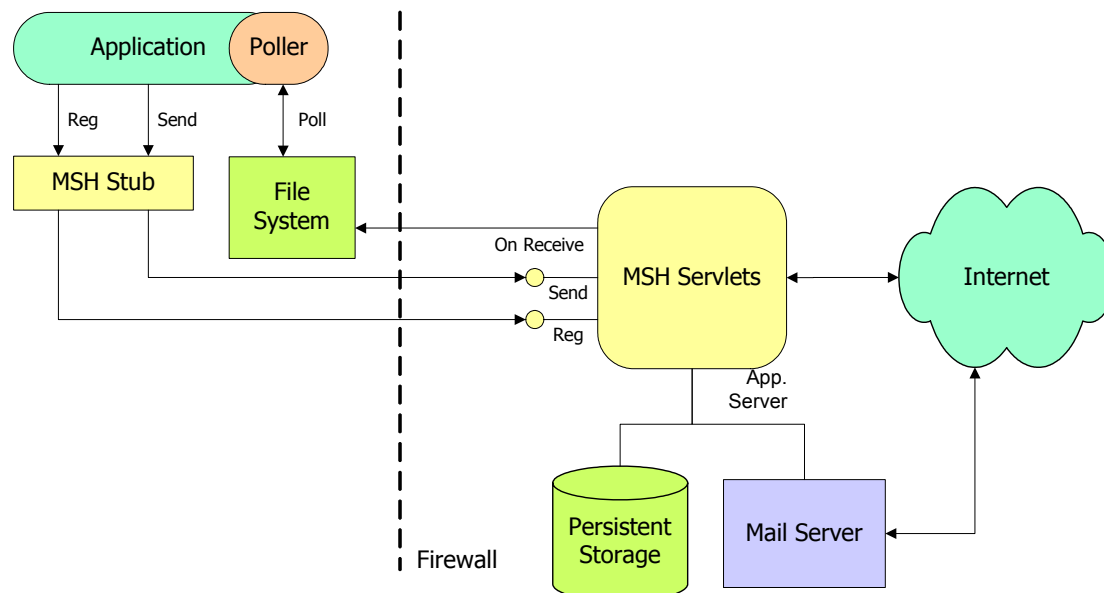 Application
Poller
Reg
Send
Poll
MSH Stub
File
System
On Receive
Send
Reg
MSH Servlets
Internet
App.
Server
Persistent
Storage
Mail Server
Firewall